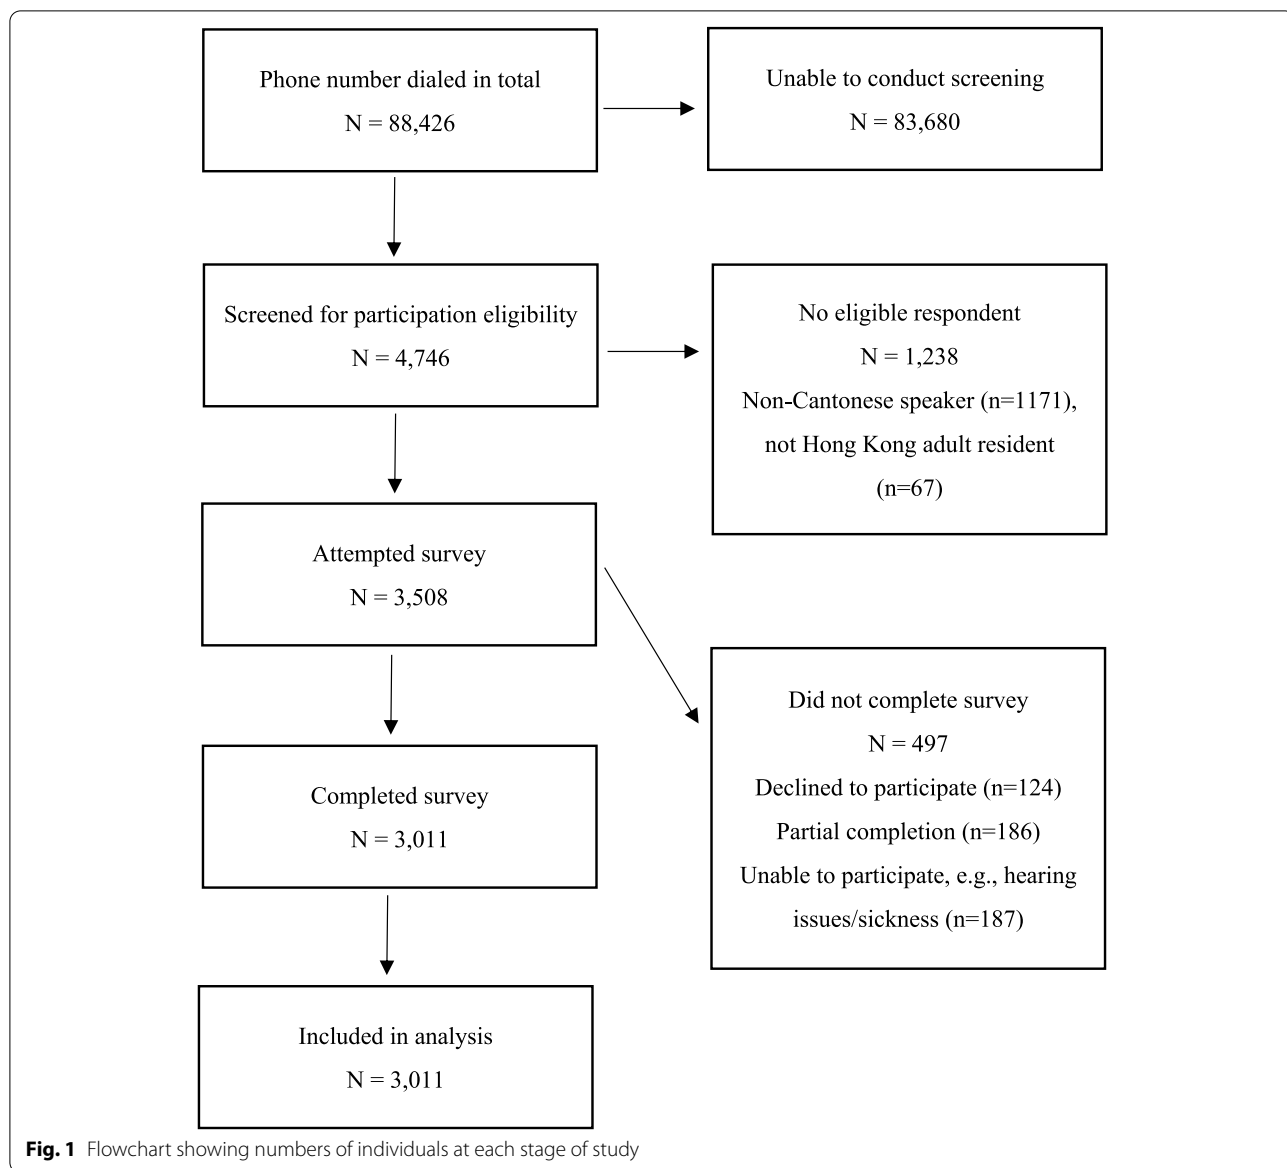 Phone number dialed in total
N = 88,426
Unable to conduct screening
N = 83,680
Screened for participation eligibility
N = 4,746
No eligible respondent
N = 1,238
Non-Cantonese speaker (n=1171),
not Hong Kong adult resident
(n=67)
Attempted survey
N = 3,508
Did not complete survey
N = 497
Declined to participate (n=124)
Partial completion (n=186)
Unable to participate, e.g., hearing
issues/sickness (n=187)
Completed survey
N = 3,011
Included in analysis
N = 3,011
Fig. 1 Flowchart showing numbers of individuals at each stage of study